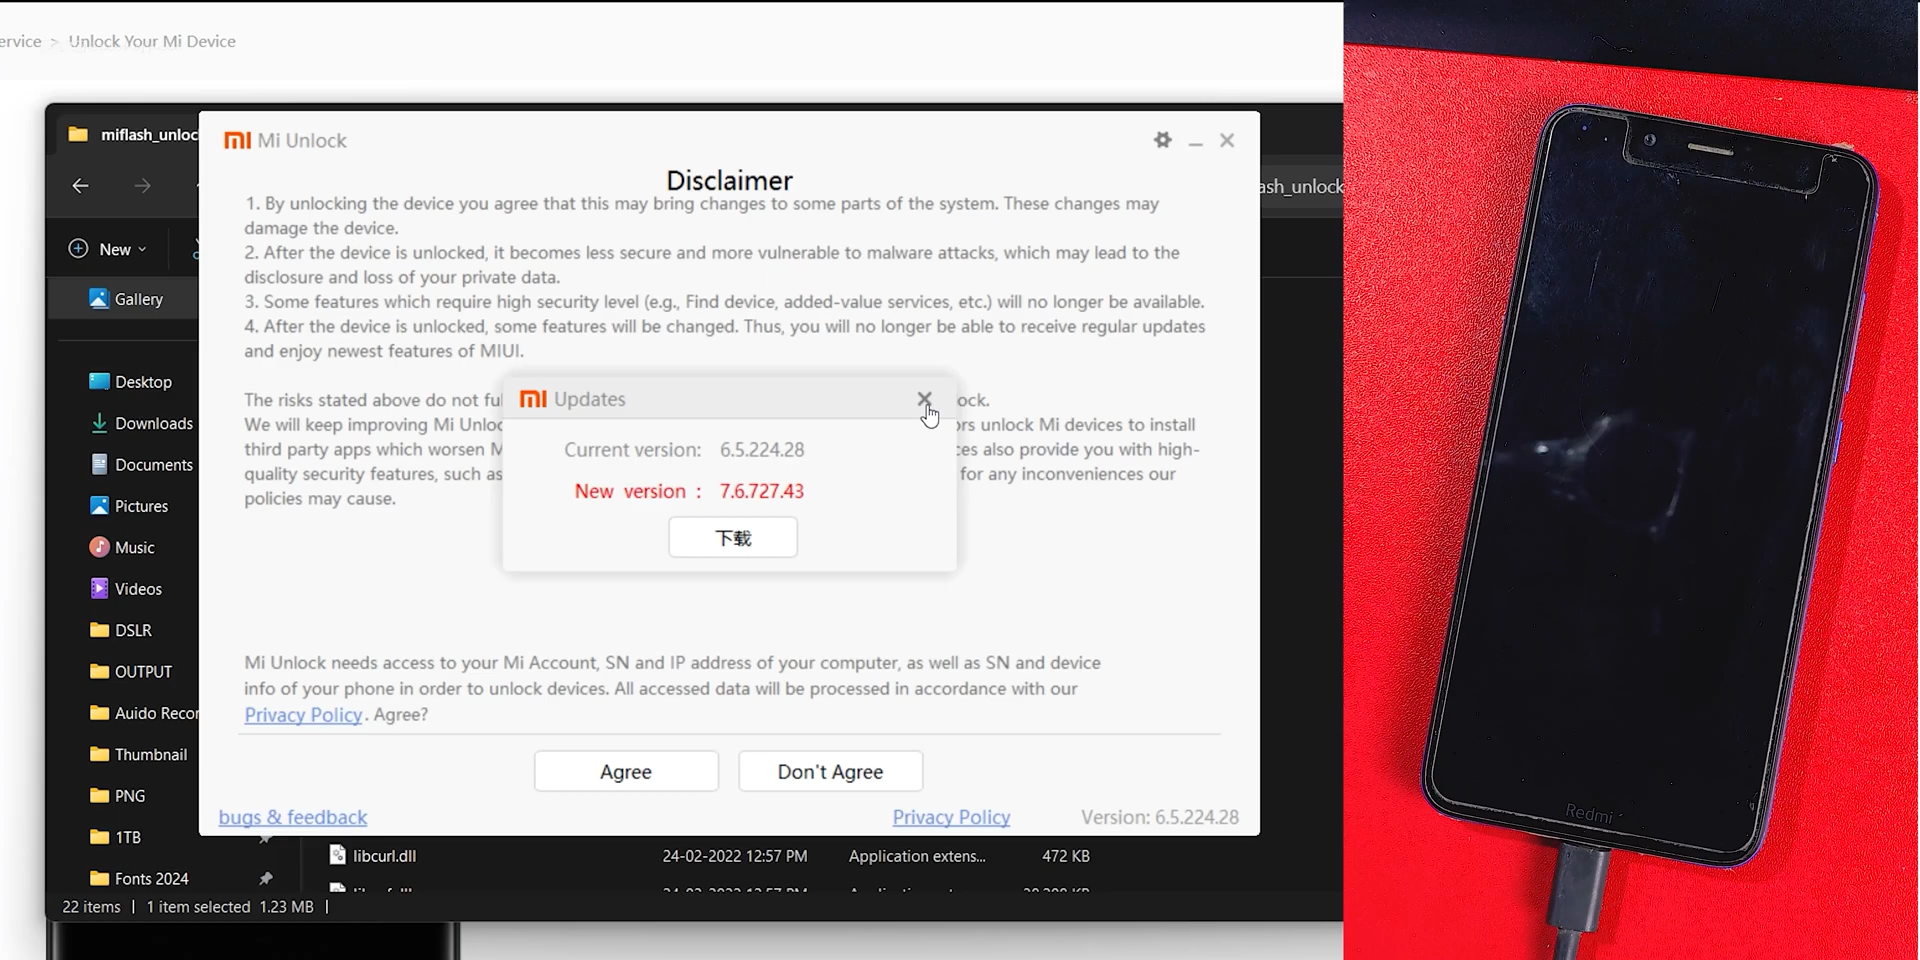 ervice > Unlock Your Mi Device
miflash_unloc
Mi Unlock
Disclaimer
1. By unlocking the device you agree that this may bring changes to some parts of the system. These changes may
damage the device.
2. After the device is unlocked, it becomes less secure and more vulnerable to malware attacks, which may lead to the
disclosure and loss of your private data.
3. Some features which require high security level (e.g., Find device, added-value services, etc.) will no longer be available.
4. After the device is unlocked, some features will be changed. Thus, you will no longer be able to receive regular updates
and enjoy newest features of MIUI.
ash_unlock
New
Gallery
Desktop
Downloads
Documents
Pictures
Music
Videos
DSLR
OUTPUT
Auido Recor
Thumbnail
PNG
1TB
Fonts 2024
The risks stated above do not fu ock.
We will keep improving Mi Unloc ors unlock Mi devices to install
third party apps which worsen M ces also provide you with high-
quality security features, such as for any inconveniences our
policies may cause.
Updates
Current version: 6.5.224.28
New version : 7.6.727.43
下载
Mi Unlock needs access to your Mi Account, SN and IP address of your computer, as well as SN and device
info of your phone in order to unlock devices. All accessed data will be processed in accordance with our
Privacy Policy. Agree?
Agree Don't Agree
bugs & feedback Privacy Policy Version: 6.5.224.28
libcurl.dll 24-02-2022 12:57 PM Application extens... 472 KB
22 items | 1 item selected 1.23 MB |
Redmi